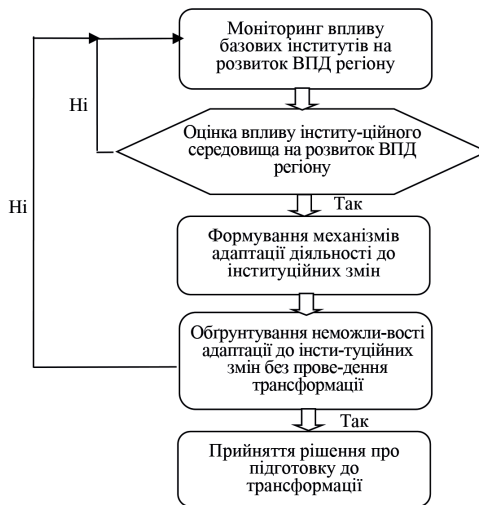 Моніторинг впливу
базових інститутів на
розвиток ВПД регіону
Ні
Оцінка впливу інститу-ційного
середовища на розвиток ВПД
регіону
Ні
Так
Формування механізмів
адаптації діяльності до
інституційних змін
Обґрунтування неможли-вості
адаптації до інсти-туційних
змін без прове-дення
трансформації
Так
Прийняття рішення про
підготовку до
трансформації